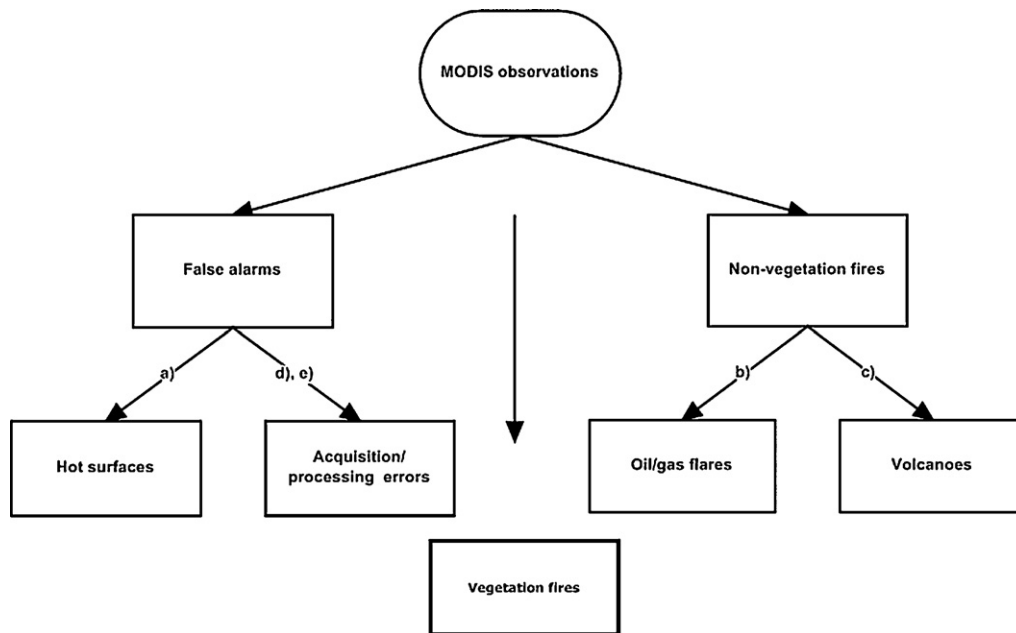 MODIS observations
False alarms
Non-vegetation fires
a)
d), e)
b)
c)
Hot surfaces
Acquisition/
processing errors
Oil/gas flares
Volcanoes
Vegetation fires